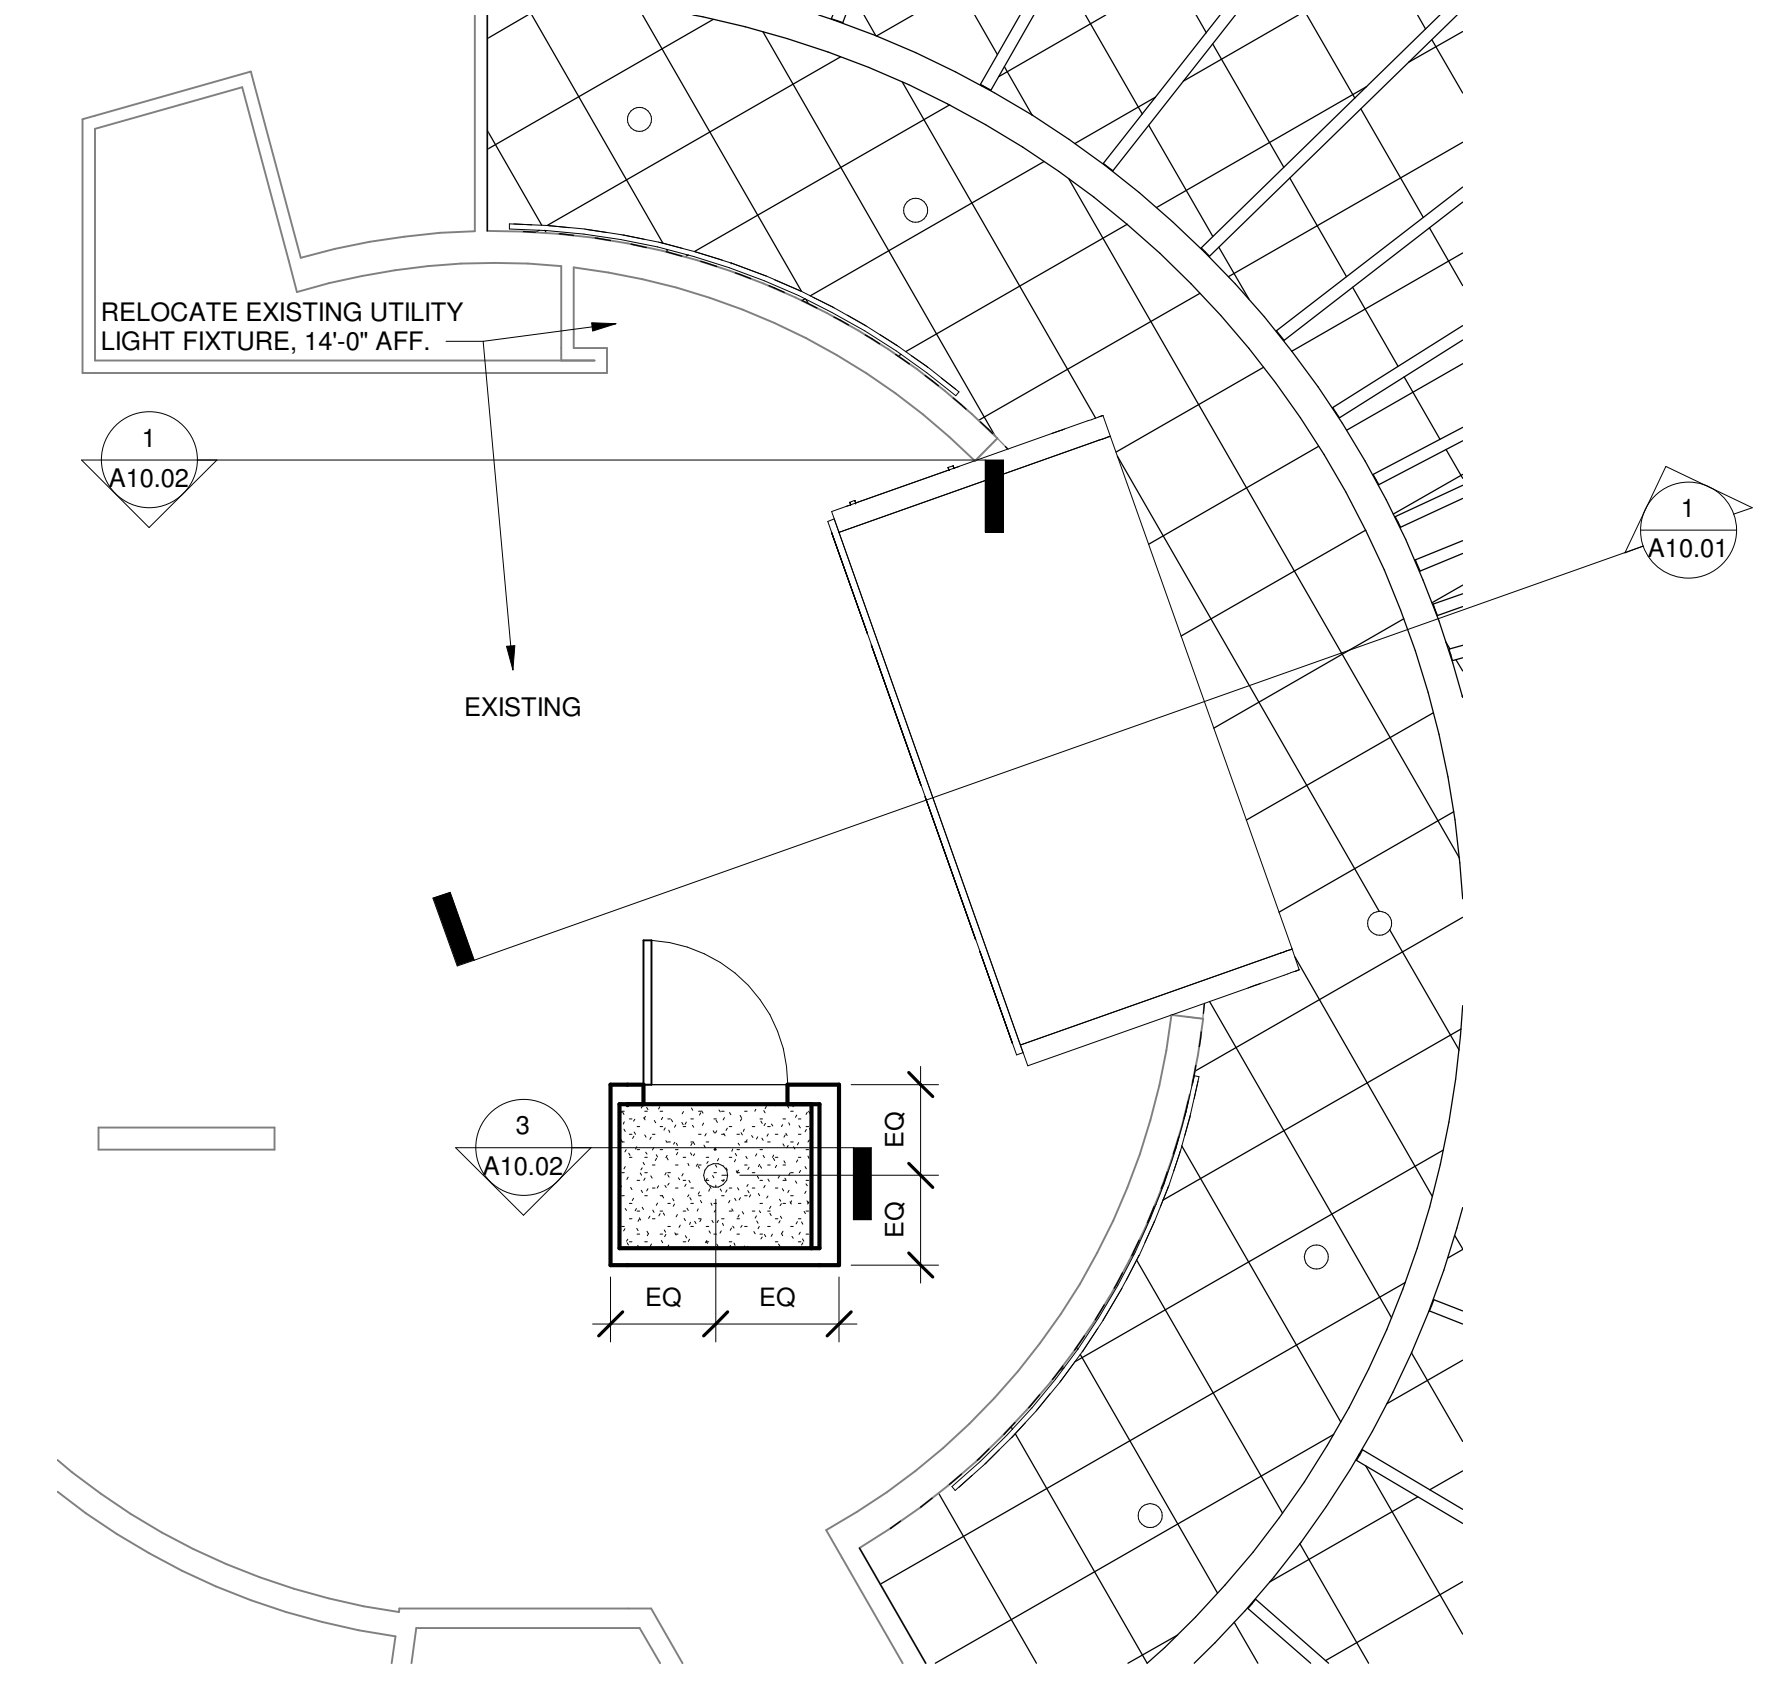 RELOCATE EXISTING UTILITY
LIGHT FIXTURE, 14'-0" AFF.
1
A10.02
1
A10.01
EXISTING
3
A10.02
EQ
EQ
EQ
EQ